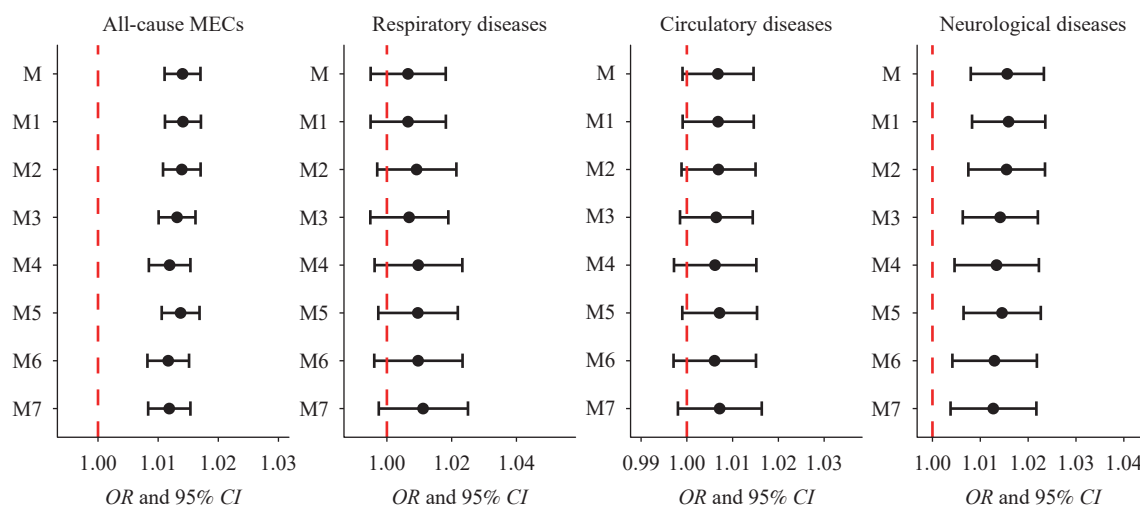 All-cause MECs
M
M1
M2
M3
M4
M5
M6
M7
1.00 1.01 1.02 1.03
OR and 95% CI
Respiratory diseases
M
M1
M2
M3
M4
M5
M6
M7
1.00 1.02 1.04
OR and 95% CI
Circulatory diseases
M
M1
M2
M3
M4
M5
M6
M7
0.99 1.00 1.01 1.02 1.03
OR and 95% CI
Neurological diseases
M
M1
M2
M3
M4
M5
M6
M7
1.00 1.01 1.02 1.03 1.04
OR and 95% CI